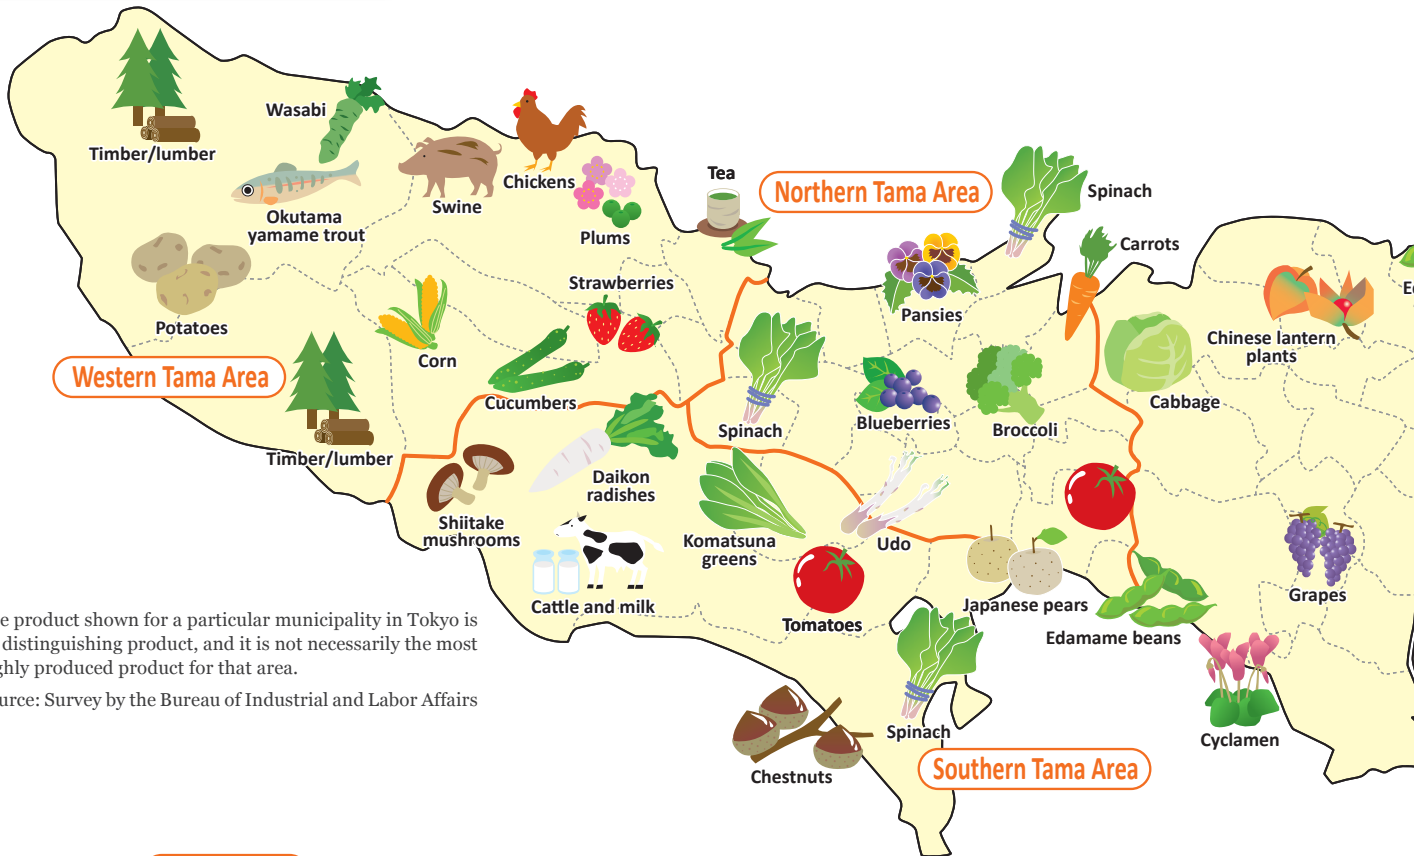 Timber/lumber
Wasabi
Okutama
yamame trout
Swine
Chickens
Plums
Tea
Northern Tama Area
Spinach
Carrots
Potatoes
Corn
Strawberries
Pansies
Chinese lantern
plants
Western Tama Area
Cucumbers
Spinach
Blueberries
Broccoli
Cabbage
Timber/lumber
Daikon
radishes
Shiitake
mushrooms
Komatsuna
greens
Udo
Cattle and milk
Tomatoes
Japanese pears
Edamame beans
Grapes
e product shown for a particular municipality in Tokyo is
distinguishing product, and it is not necessarily the most
ghly produced product for that area.
urce: Survey by the Bureau of Industrial and Labor Affairs
Spinach
Chestnuts
Cyclamen
Southern Tama Area